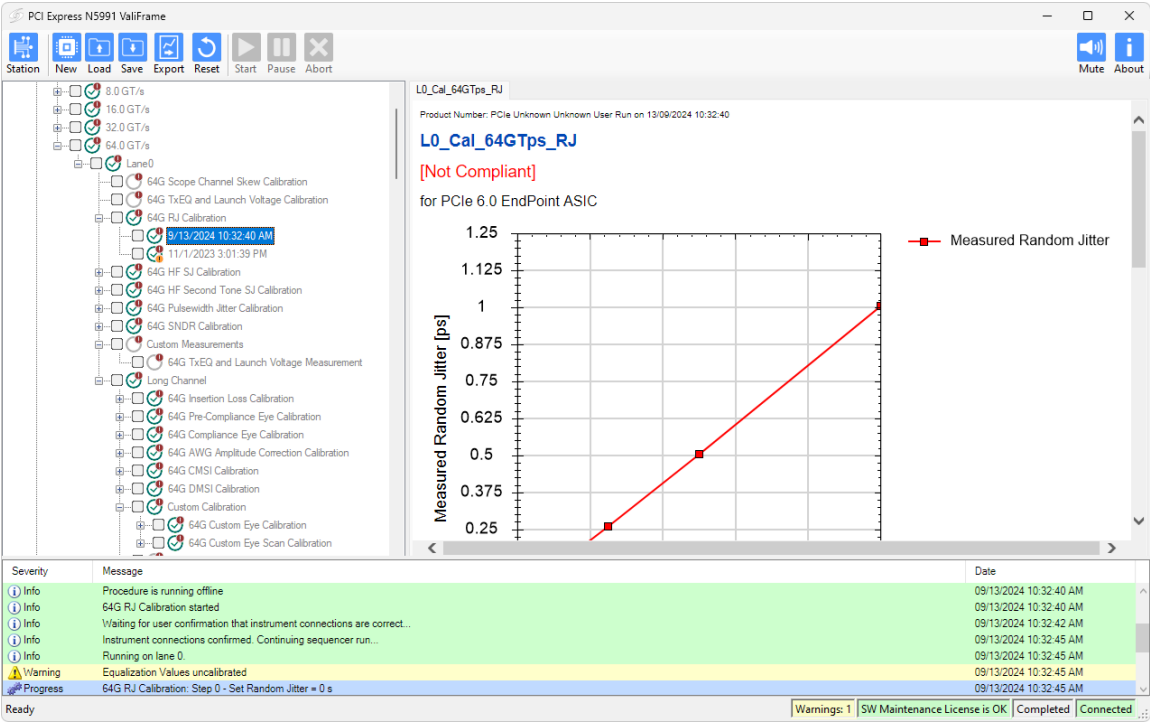 PCI Express N5991 ValiFrame
Station New Load Save Export Reset Start Pause Abort Mute About
8.0 GT/s
16.0 GT/s
32.0 GT/s
64.0 GT/s
Lane0
64G Scope Channel Skew Calibration
64G TxEQ and Launch Voltage Calibration
64G RJ Calibration
9/13/2024 10:32:40 AM
11/1/2023 3:01:39 PM
64G HF SJ Calibration
64G HF Second Tone SJ Calibration
64G Pulsewidth Jitter Calibration
64G SNDR Calibration
Custom Measurements
64G TxEQ and Launch Voltage Measurement
Long Channel
64G Insertion Loss Calibration
64G Pre-Compliance Eye Calibration
64G Compliance Eye Calibration
64G AWG Amplitude Correction Calibration
64G CMSI Calibration
64G DMSI Calibration
Custom Calibration
64G Custom Eye Calibration
64G Custom Eye Scan Calibration
L0_Cal_64GTps_RJ
Product Number: PCIe Unknown Unknown User Run on 13/09/2024 10:32:40
L0_Cal_64GTps_RJ
[Not Compliant]
for PCIe 6.0 EndPoint ASIC
Measured Random Jitter [ps]
1.25
1.125
1
0.875
0.75
0.625
0.5
0.375
0.25
Measured Random Jitter
Severity Message Date
Info Procedure is running offline 09/13/2024 10:32:40 AM
Info 64G RJ Calibration started 09/13/2024 10:32:40 AM
Info Waiting for user confirmation that instrument connections are correct... 09/13/2024 10:32:42 AM
Info Instrument connections confirmed. Continuing sequencer run... 09/13/2024 10:32:45 AM
Info Running on lane 0. 09/13/2024 10:32:45 AM
Warning Equalization Values uncalibrated 09/13/2024 10:32:45 AM
Progress 64G RJ Calibration: Step 0 - Set Random Jitter = 0 s 09/13/2024 10:32:45 AM
Ready Warnings: 1 SW Maintenance License is OK Completed Connected